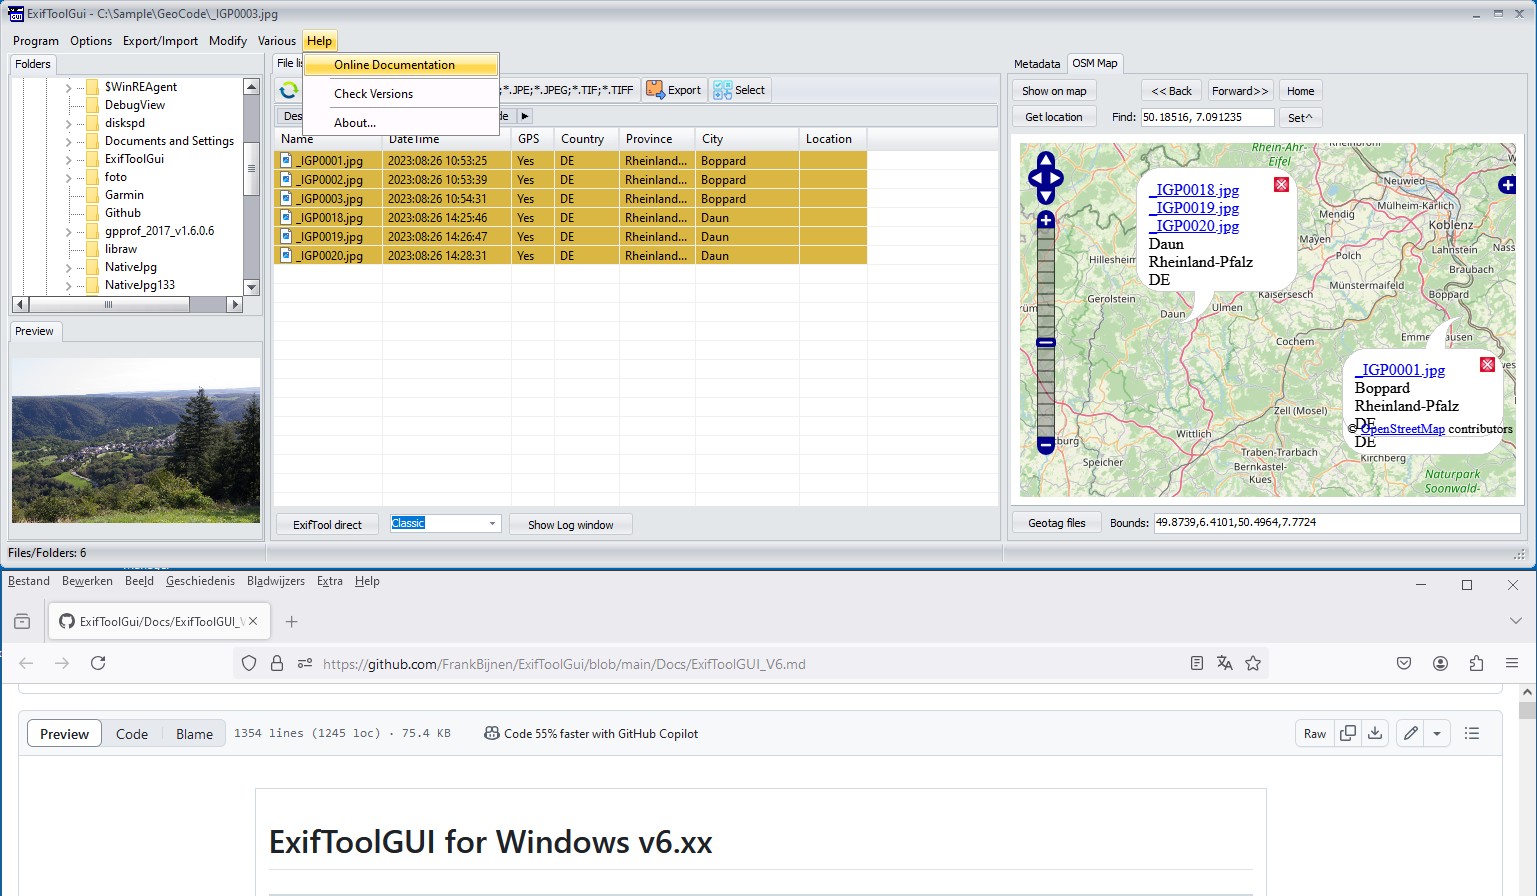 ExifToolGui - C:\Sample\GeoCode\_IGP0003.jpg
Program Options Export/Import Modify Various Help
Folders
$WinREAgent
DebugView
diskspd
Documents and Settings
ExifToolGui
foto
Garmin
Github
gpprof_2017_v1.6.0.6
libraw
NativeJpg
NativeJpg133
Preview
Files/Folders: 6
File li
Online Documentation
Check Versions
About...
;*.JPE;*.JPEG;*.TIF;*.TIFF Export Select
Des de
Name DateTime GPS Country Province City Location
_IGP0001.jpg 2023:08:26 10:53:25 Yes DE Rheinland... Boppard
_IGP0002.jpg 2023:08:26 10:53:39 Yes DE Rheinland... Boppard
_IGP0003.jpg 2023:08:26 10:54:31 Yes DE Rheinland... Boppard
_IGP0018.jpg 2023:08:26 14:25:46 Yes DE Rheinland... Daun
_IGP0019.jpg 2023:08:26 14:26:47 Yes DE Rheinland... Daun
_IGP0020.jpg 2023:08:26 14:28:31 Yes DE Rheinland... Daun
ExifTool direct Classic Show Log window
Metadata OSM Map
Show on map << Back Forward>> Home
Get location Find: 50.18516, 7.091235 Set^
Rhein-Ahr-
Eifel
Neuwied
Mülheim-Kärlich
Mendig
Koblenz
Mayen
Lahnstein
Nass
Polch
Braubach
Hillesheim
Münstermaifeld
Kaisersesch
Boppard
Gerolstein
Daun
Ulmen
Cochem
Zell (Mosel)
Wittlich
Traben-Trarbach
Bernkastel-
Kues
Speicher
Kirchberg
Naturpark
Soonwald-
_IGP0018.jpg
_IGP0019.jpg
_IGP0020.jpg
Daun
Rheinland-Pfalz
DE
_IGP0001.jpg
Boppard
Rheinland-Pfalz
DE
© OpenStreetMap contributors
DE
Geotag files Bounds: 49.8739,6.4101,50.4964,7.7724
Bestand Bewerken Beeld Geschiedenis Bladwijzers Extra Help
ExifToolGui/Docs/ExifToolGUI_V
https://github.com/FrankBijnen/ExifToolGui/blob/main/Docs/ExifToolGUI_V6.md
Preview Code Blame 1354 lines (1245 loc) · 75.4 KB Code 55% faster with GitHub Copilot Raw
ExifToolGUI for Windows v6.xx